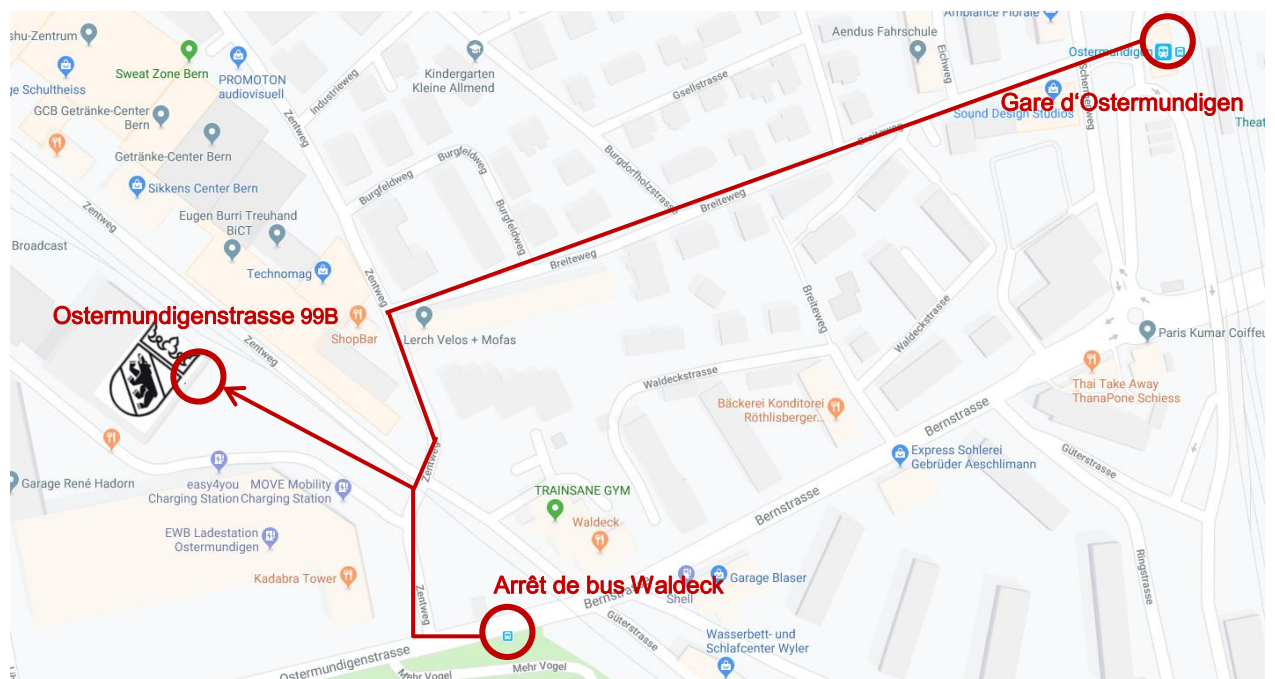 shu-Zentrum
Sweat Zone Bern
PROMOTON
audiovisuell
ge Schultheiss
GCB Getränke-Center
Bern
Getränke-Center Bern
Sikkens Center Bern
Eugen Burri Treuhand
BiCT
Broadcast
Technomag
Zentweg
Zentweg
Industrieweg
Kindergarten
Kleine Allmend
Ambiance Florale
Aendus Fahrschule
Eichweg
Ostermundigen
Gare d'Ostermundigen
Sound Design Studios
Theat
Gsellstrasse
Breiteweg
Burgdorfholzstrasse
Burgfeldweg
Burgfeldweg
Burgfeldweg
Breiteweg
Breiteweg
Zentweg
Ostermundigenstrasse 99B
ShopBar
Lerch Velos + Mofas
Zentweg
Breiteweg
Waldeckstrasse
Waldeckstrasse
Paris Kumar Coiffeu
Thai Take Away
ThanaPone Schiess
Bäckerei Konditorei
Röthlisberger...
Bernstrasse
Express Sohlerei
Gebrüder Aeschlimann
Güterstrasse
Garage René Hadorn
easy4you
Charging Station
MOVE Mobility
Charging Station
Zentweg
TRAINSANE GYM
Waldeck
Bernstrasse
EWB Ladestation
Ostermundigen
Kadabra Tower
Zentweg
Arrêt de bus Waldeck
Bernstrasse
Shell
Garage Blaser
Ringstrasse
Güterstrasse
Wasserbett- und
Schlafcenter Wyler
Ostermundigenstrasse
Mehr Vogel
Mehr Vogel